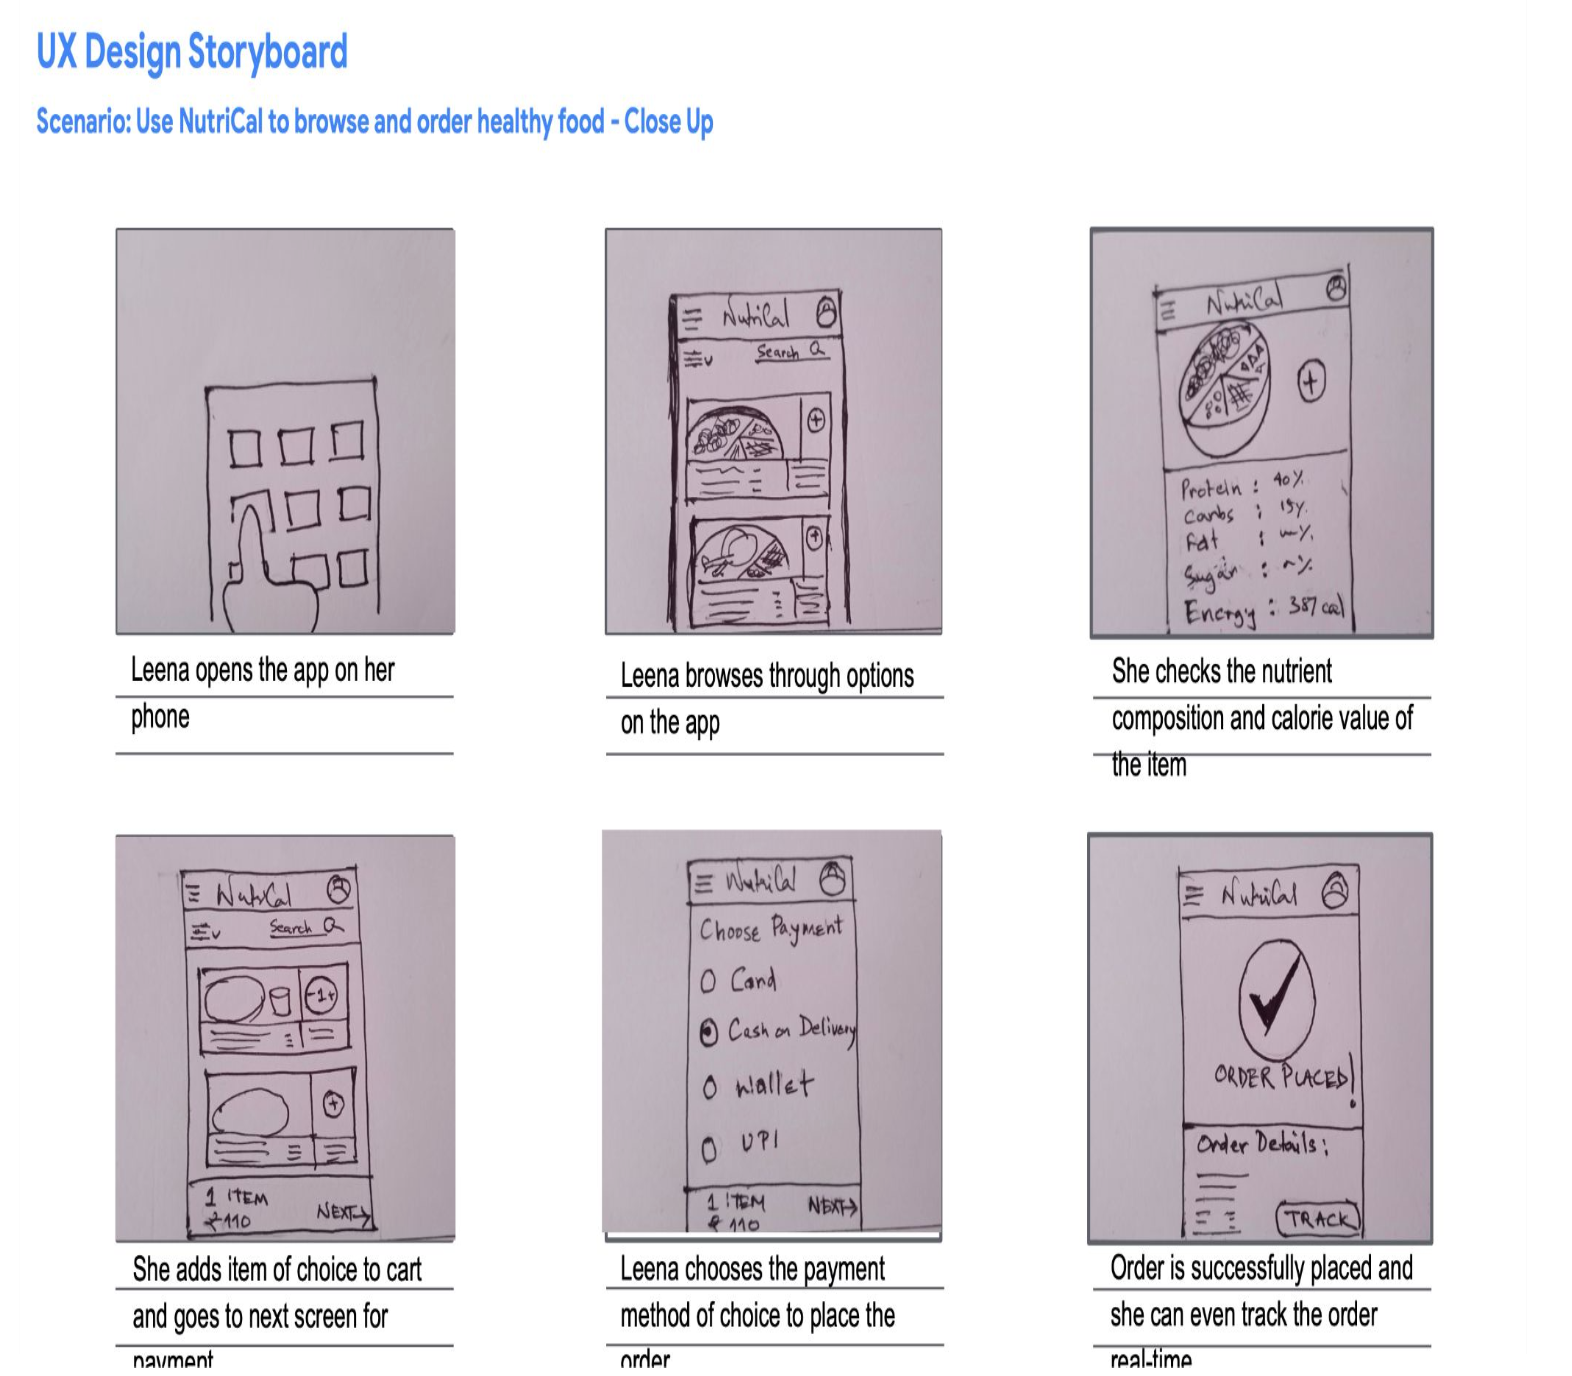 UX Design Storyboard
Scenario: Use NutriCal to browse and order healthy food - Close Up
Leena opens the app on her
phone
NutriCal
Search
Leena browses through options
on the app
NutriCal
Protein : 40%
Carbs : 15%
Fat : %
Sugar : %
Energy : 387 cal
She checks the nutrient
composition and calorie value of
the item
NutriCal
Search
-1+
1 ITEM
₹110
NEXT→
She adds item of choice to cart
and goes to next screen for
payment
NutriCal
Choose Payment
Card
Cash on Delivery
Wallet
UPI
1 ITEM
₹ 110
NEXT→
Leena chooses the payment
method of choice to place the
order
NutriCal
ORDER PLACED!
Order Details:
TRACK
Order is successfully placed and
she can even track the order
real-time